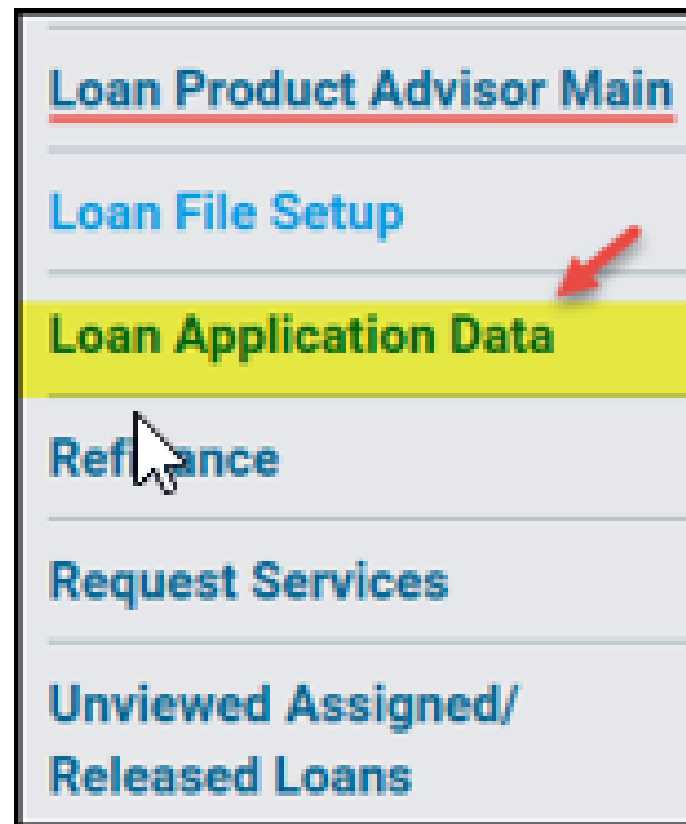 Loan Product Advisor Main
Loan File Setup
Loan Application Data
Refinance
Request Services
Unviewed Assigned/
Released Loans